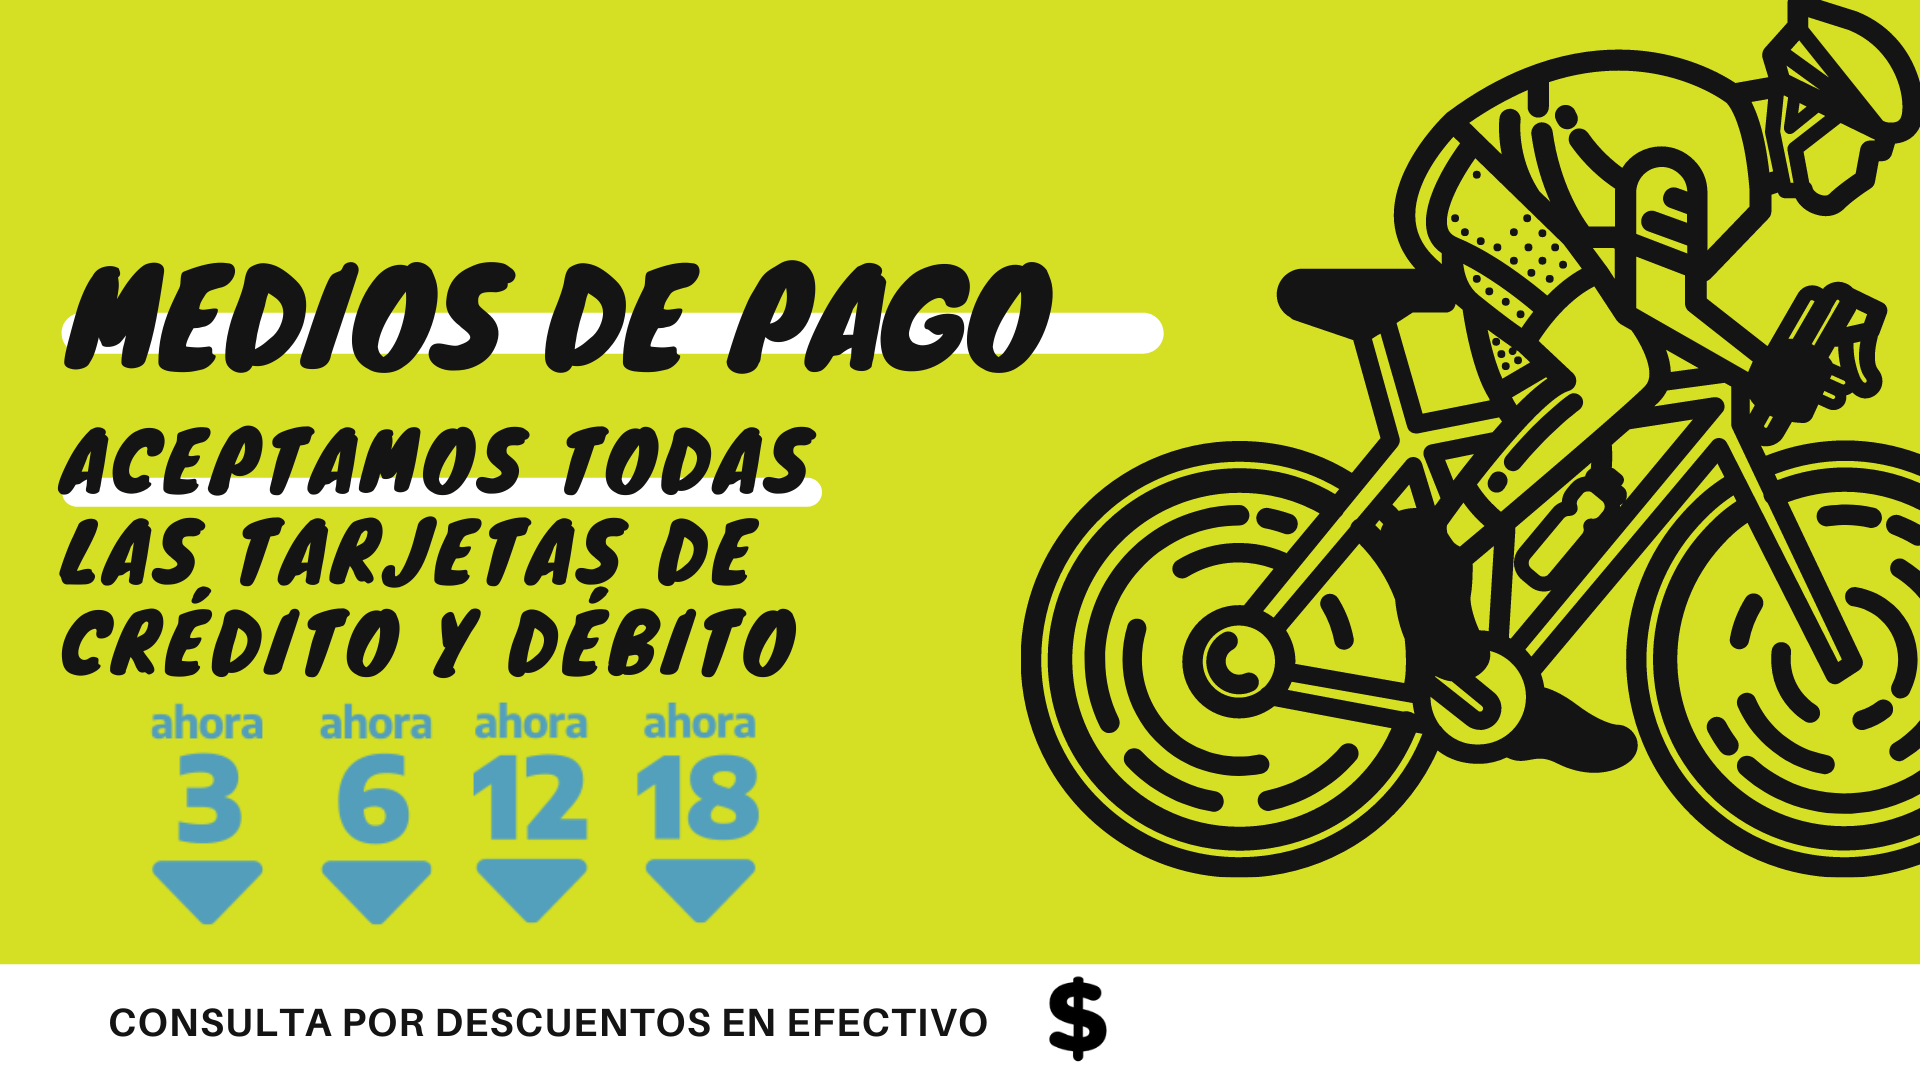 MEDIOS DE PAGO
ACEPTAMOS TODAS
LAS TARJETAS DE
CRÉDITO Y DÉBITO
ahora ahora ahora ahora
3 6 12 18
CONSULTA POR DESCUENTOS EN EFECTIVO $